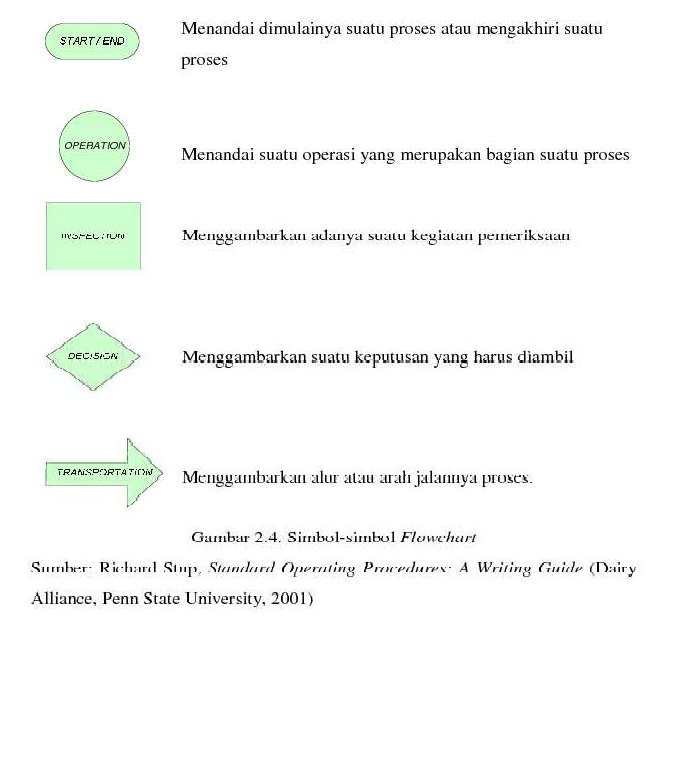 START / END
Menandai dimulainya suatu proses atau mengakhiri suatu
proses
OPERATION
Menandai suatu operasi yang merupakan bagian suatu proses
INSPECTION
Menggambarkan adanya suatu kegiatan pemeriksaan
DECISION
Menggambarkan suatu keputusan yang harus diambil
TRANSPORTATION
Menggambarkan alur atau arah jalannya proses.
Gambar 2.4. Simbol-simbol Flowchart
Sumber: Richard Stup, Standard Operating Procedures: A Writing Guide (Dairy
Alliance, Penn State University, 2001)